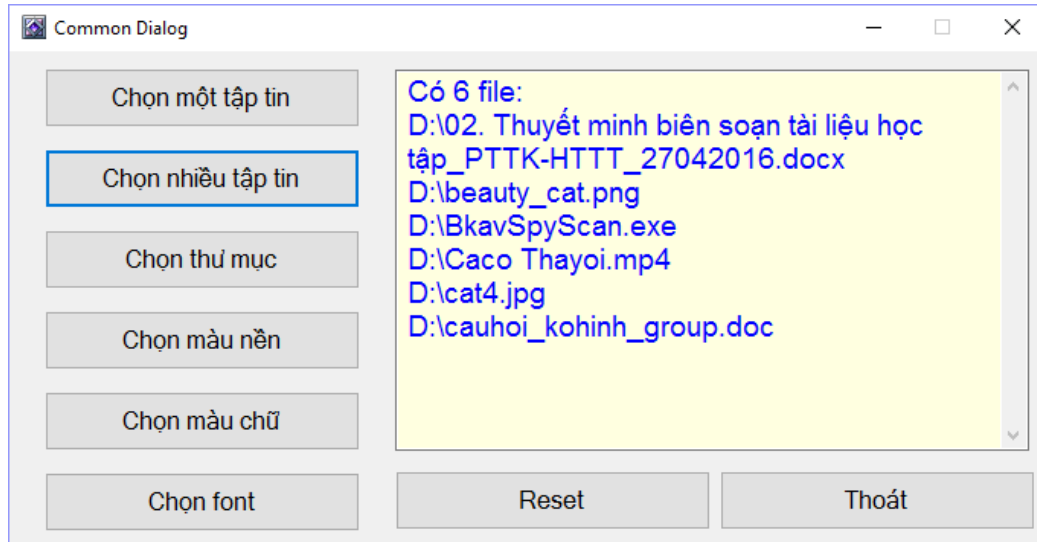 Common Dialog
Chọn một tập tin
Chọn nhiều tập tin
Chọn thư mục
Chọn màu nền
Chọn màu chữ
Chọn font
Có 6 file:
D:\02. Thuyết minh biên soạn tài liệu học
tập_PTTK-HTTT_27042016.docx
D:\beauty_cat.png
D:\BkavSpyScan.exe
D:\Caco Thayoi.mp4
D:\cat4.jpg
D:\cauhoi_kohinh_group.doc
Reset
Thoát